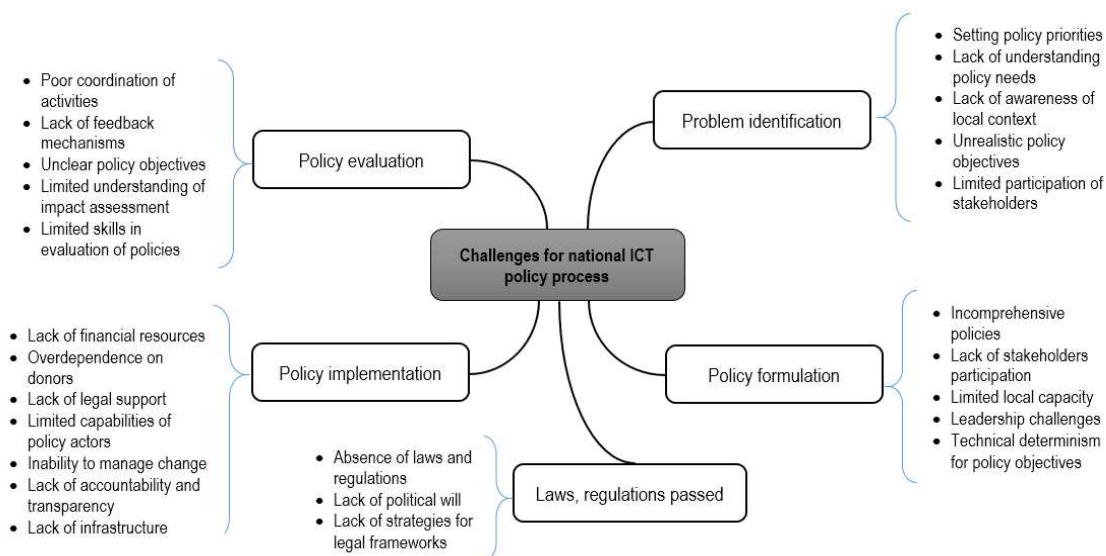 Challenges for national ICT
policy process
Problem identification
• Setting policy priorities
• Lack of understanding
policy needs
• Lack of awareness of
local context
• Unrealistic policy
objectives
• Limited participation of
stakeholders
Policy formulation
• Incomprehensive
policies
• Lack of stakeholders
participation
• Limited local capacity
• Leadership challenges
• Technical determinism
for policy objectives
Laws, regulations passed
• Absence of laws and
regulations
• Lack of political will
• Lack of strategies for
legal frameworks
Policy implementation
• Lack of financial resources
• Overdependence on
donors
• Lack of legal support
• Limited capabilities of
policy actors
• Inability to manage change
• Lack of accountability and
transparency
• Lack of infrastructure
Policy evaluation
• Poor coordination of
activities
• Lack of feedback
mechanisms
• Unclear policy objectives
• Limited understanding of
impact assessment
• Limited skills in
evaluation of policies